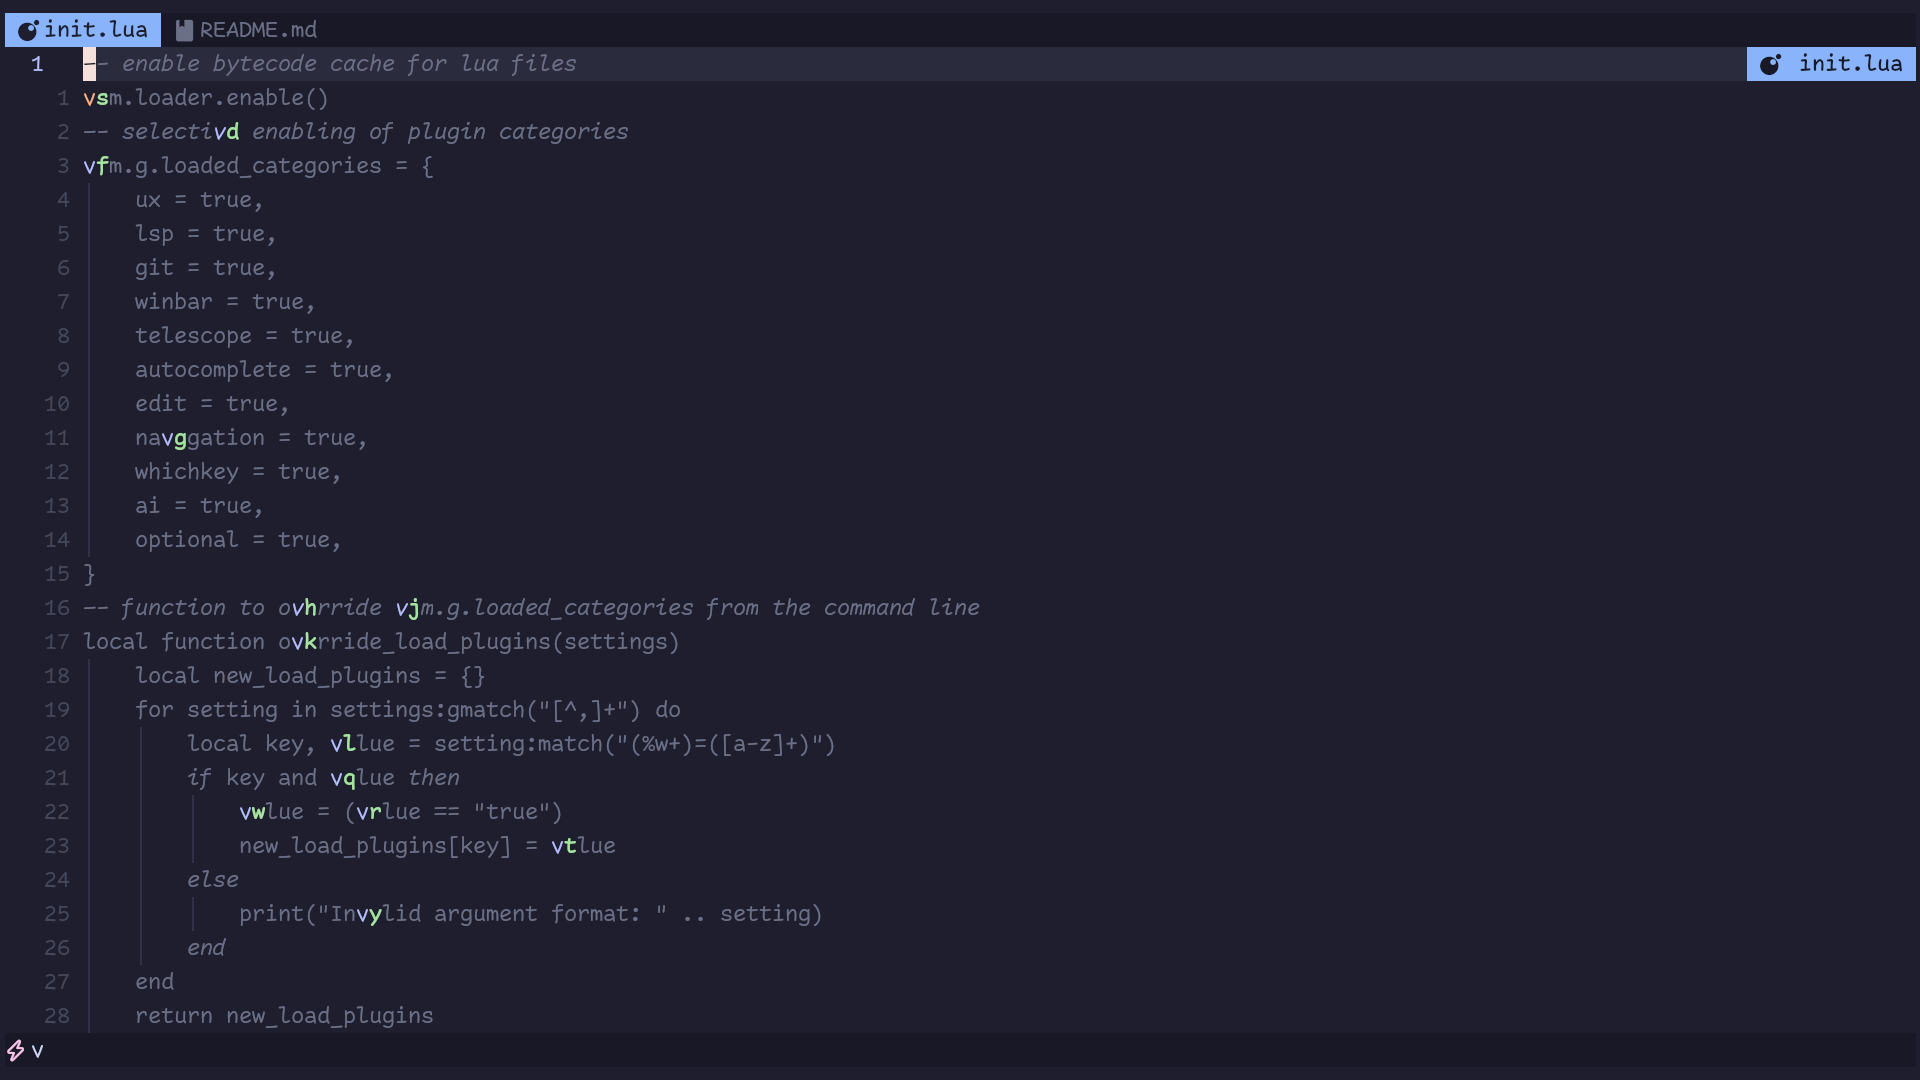 init.lua README.md
1 -- enable bytecode cache for lua files init.lua
1 vsm.loader.enable()
2 -- selectivd enabling of plugin categories
3 vfm.g.loaded_categories = {
4 ux = true,
5 lsp = true,
6 git = true,
7 winbar = true,
8 telescope = true,
9 autocomplete = true,
10 edit = true,
11 navggation = true,
12 whichkey = true,
13 ai = true,
14 optional = true,
15 }
16 -- function to ovhrride vjm.g.loaded_categories from the command line
17 local function ovkrride_load_plugins(settings)
18 local new_load_plugins = {}
19 for setting in settings:gmatch("[^,]+") do
20 local key, vllue = setting:match("(%w+)=([a-z]+)")
21 if key and vqlue then
22 vwlue = (vrlue == "true")
23 new_load_plugins[key] = vtlue
24 else
25 print("Invylid argument format: " .. setting)
26 end
27 end
28 return new_load_plugins
v